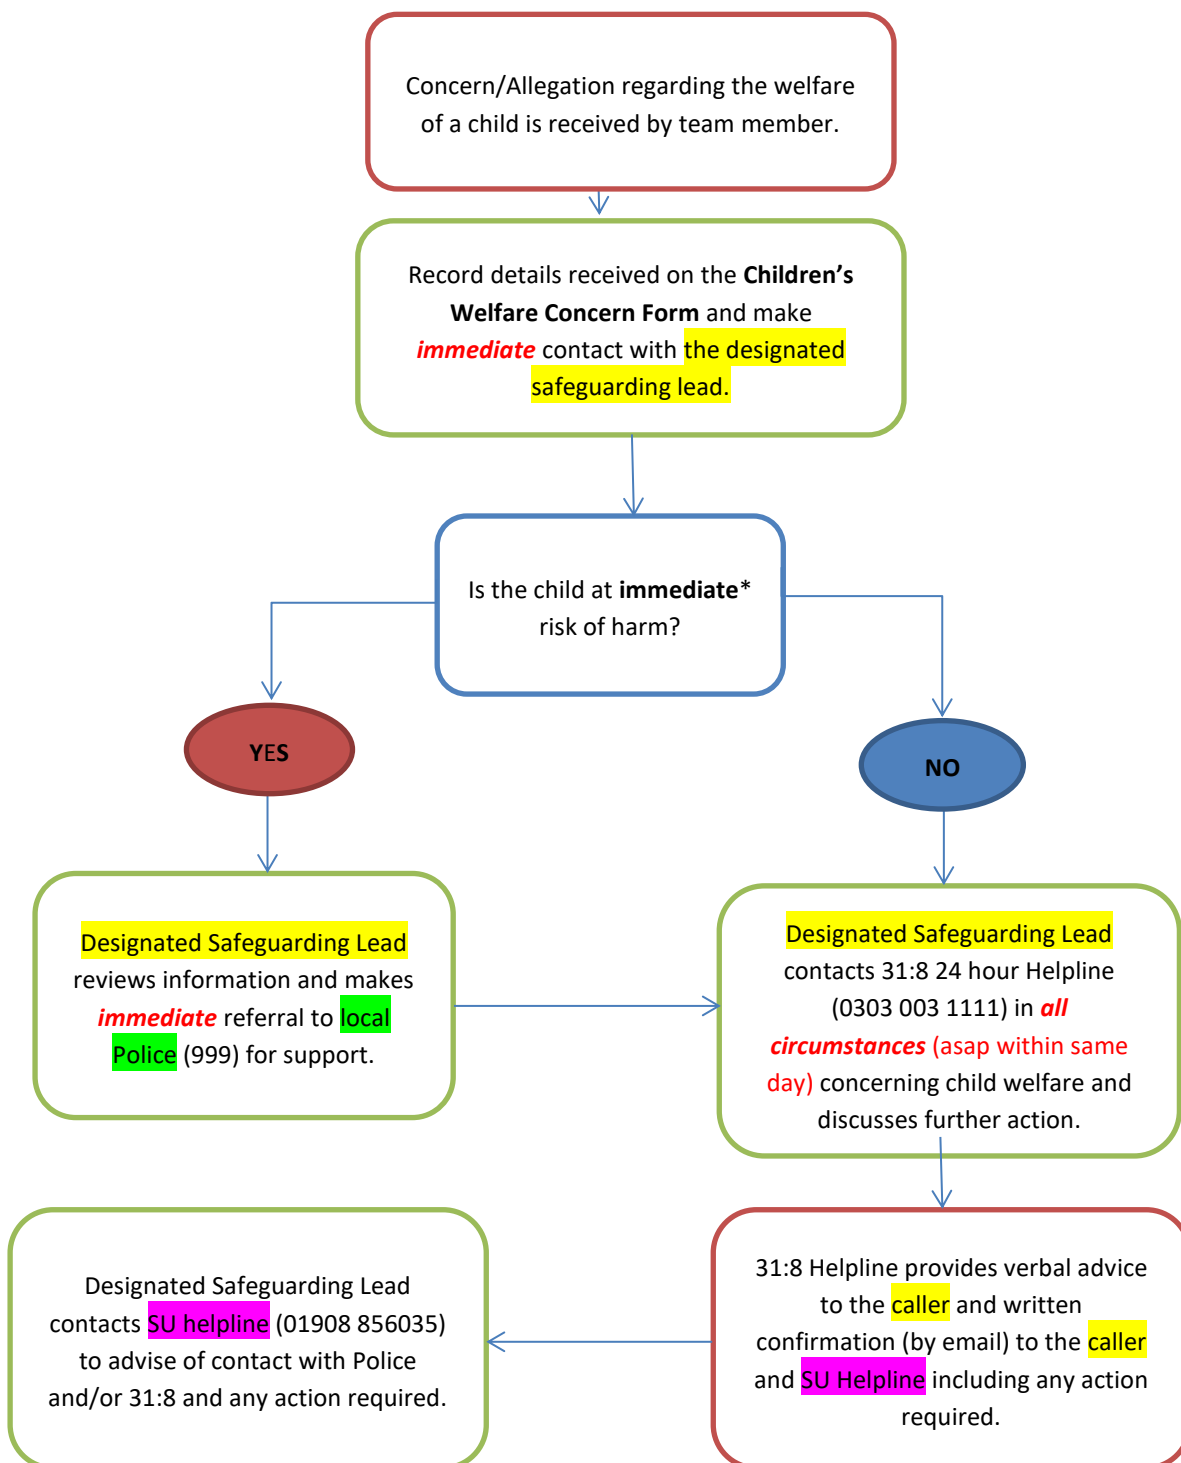 Concern/Allegation regarding the welfare
of a child is received by team member.
Record details received on the Children’s
Welfare Concern Form and make
immediate contact with the designated
safeguarding lead.
Is the child at immediate*
risk of harm?
YES
NO
Designated Safeguarding Lead
reviews information and makes
immediate referral to local
Police (999) for support.
Designated Safeguarding Lead
contacts 31:8 24 hour Helpline
(0303 003 1111) in all
circumstances (asap within same
day) concerning child welfare and
discusses further action.
31:8 Helpline provides verbal advice
to the caller and written
confirmation (by email) to the caller
and SU Helpline including any action
required.
Designated Safeguarding Lead
contacts SU helpline (01908 856035)
to advise of contact with Police
and/or 31:8 and any action required.